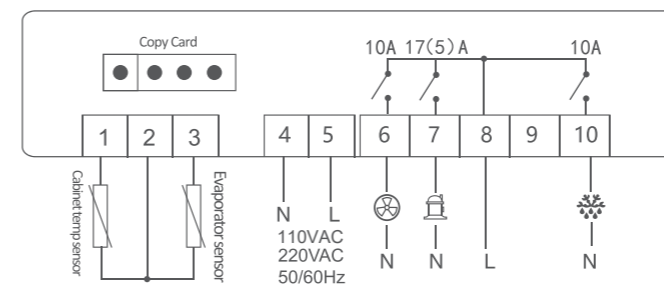 Copy Card
10A 17(5)A 10A
1 2 3 4 5 6 7 8 9 10
Cabinet temp sensor
Evaporator sensor
N L
110VAC
220VAC
50/60Hz
N N L N